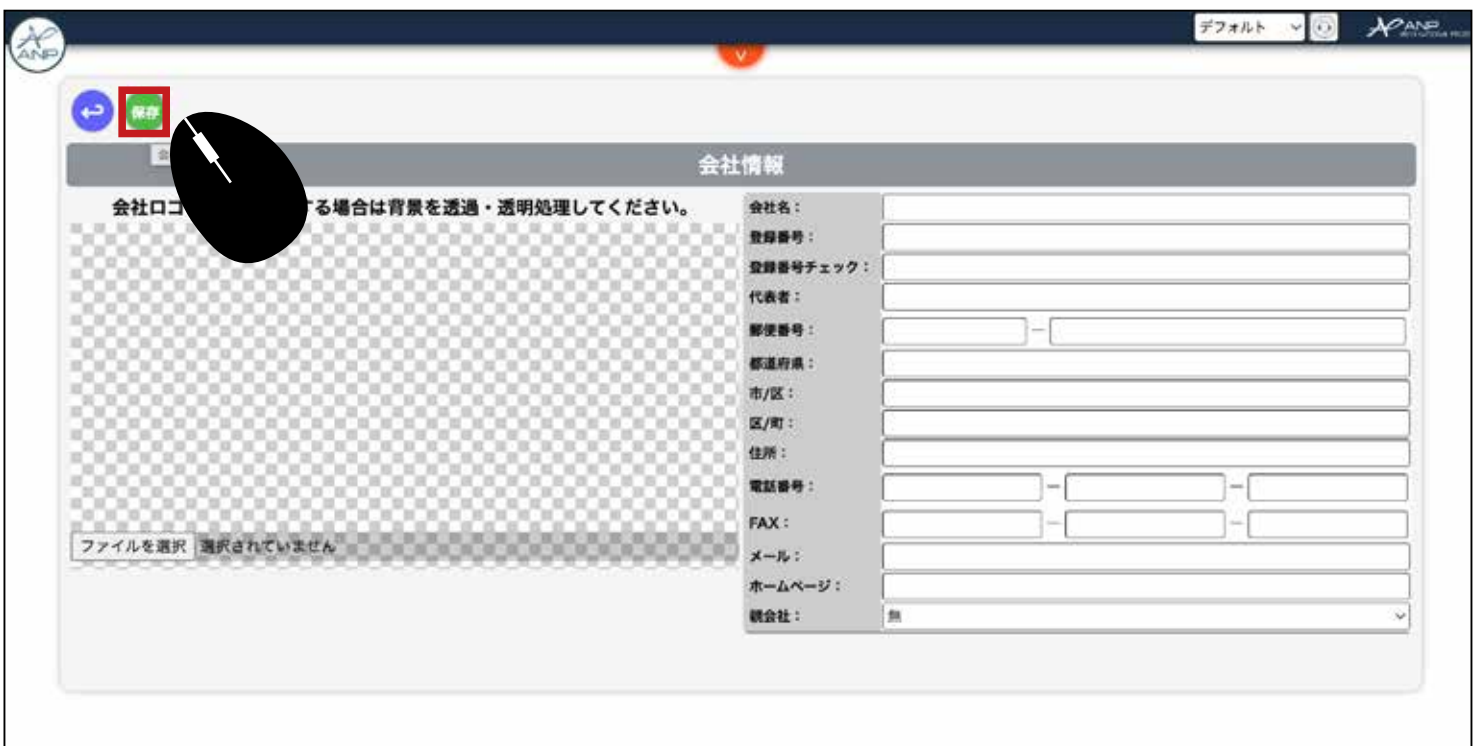 デフォルト
ANP
ANP
v
保存
会
会社情報
会社ロゴ
する場合は背景を透過・透明処理してください。
ファイルを選択 選択されていません
会社名：
登録番号：
登録番号チェック：
代表者：
郵便番号：
−
都道府県：
市/区：
区/町：
住所：
電話番号：
− −
FAX：
− −
メール：
ホームページ：
親会社：
無